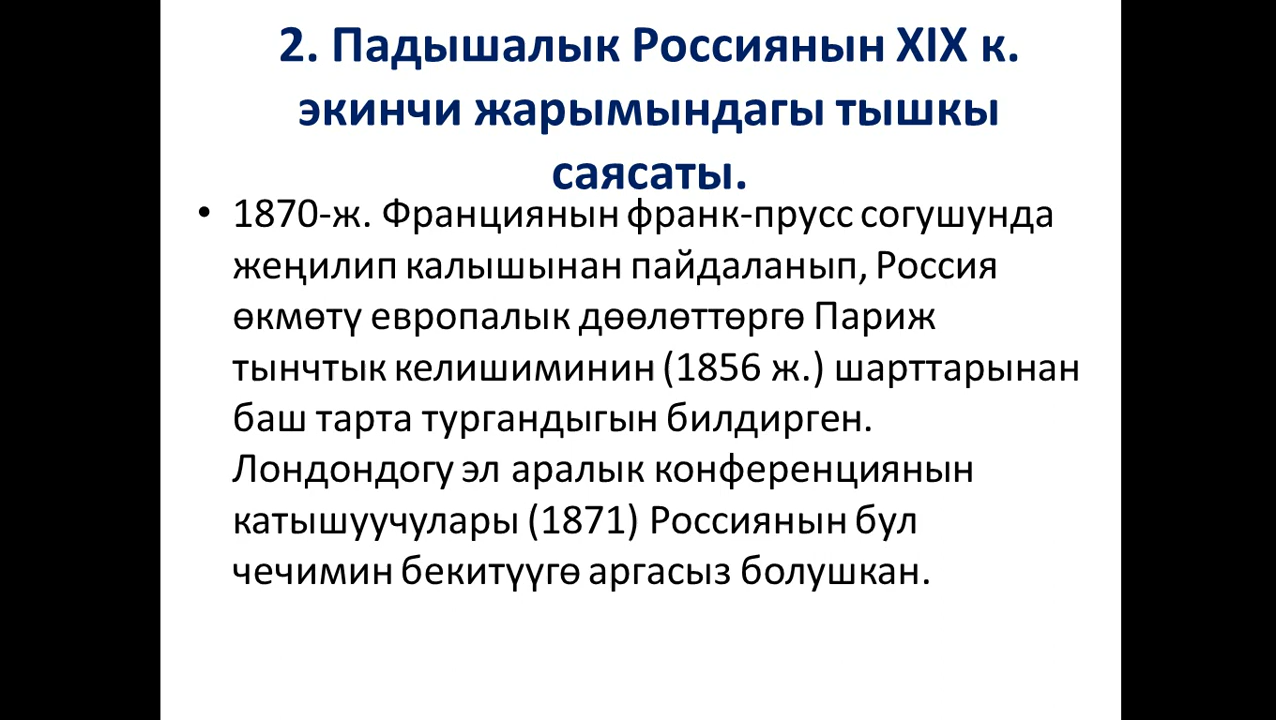 2. Падышалык Россиянын XIX к.
экинчи жарымындагы тышкы
саясаты.
• 1870-ж. Франциянын франк-прусс согушунда
жеңилип калышынан пайдаланып, Россия
өкмөтү европалык дөөлөттөргө Париж
тынчтык келишиминин (1856 ж.) шарттарынан
баш тарта тургандыгын билдирген.
Лондондогу эл аралык конференциянын
катышуучулары (1871) Россиянын бул
чечимин бекитүүгө аргасыз болушкан.